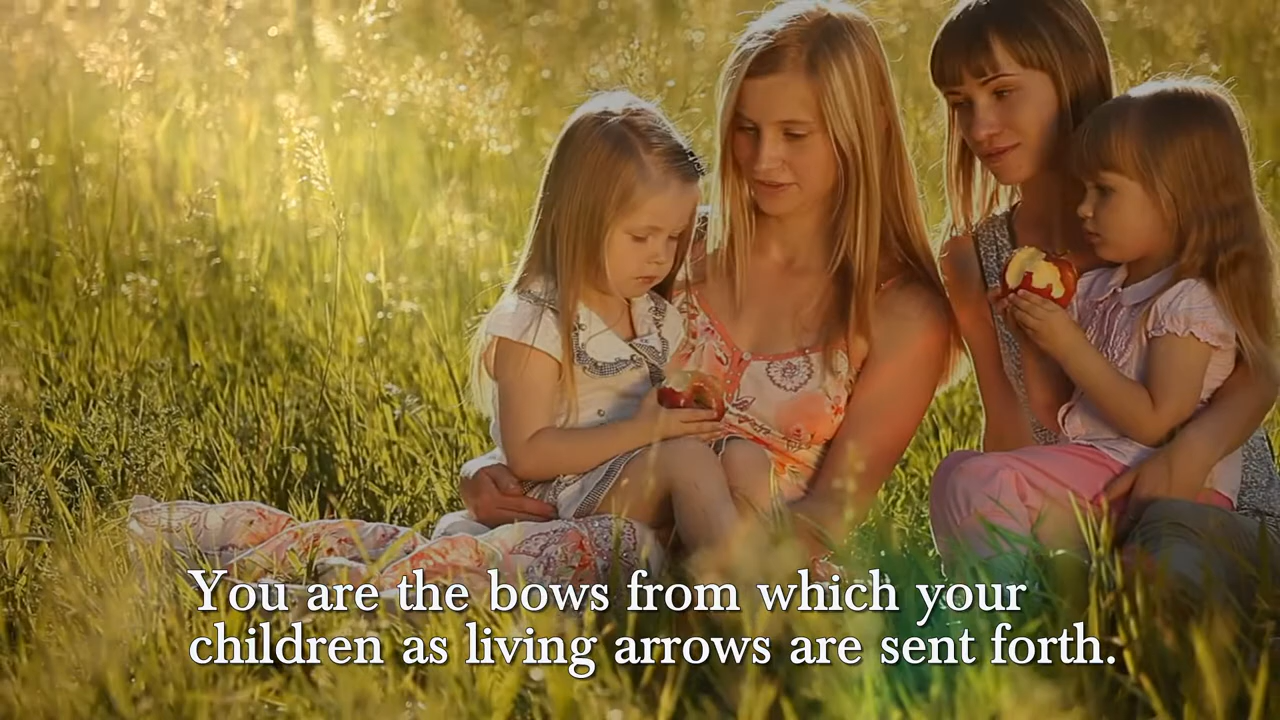 You are the bows from which your
children as living arrows are sent forth.